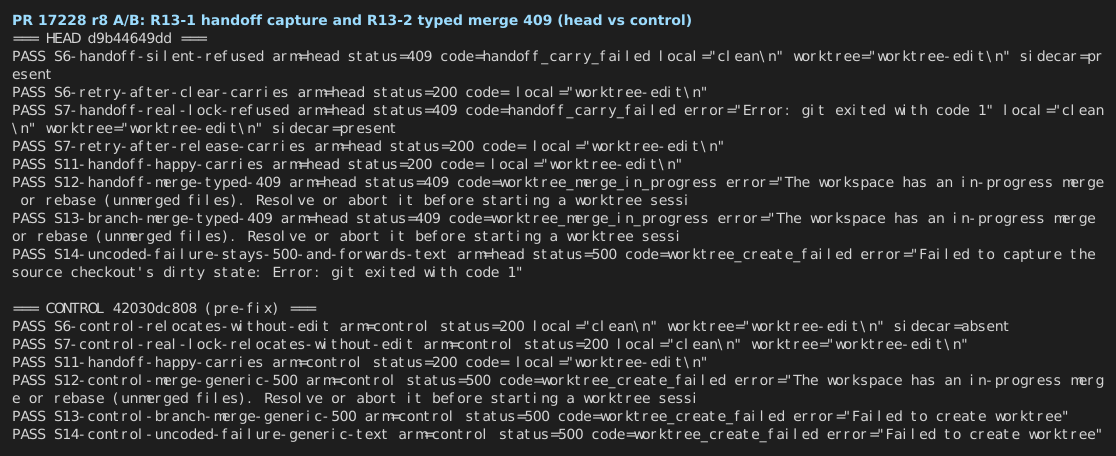 PR 17228 r8 A/B: R13-1 handoff capture and R13-2 typed merge 409 (head vs control)
═══ HEAD d9b44649dd ═══
PASS S6-handoff-silent-refused arm=head status=409 code=handoff_carry_failed local="clean\n" worktree="worktree-edit\n" sidecar=pr
esent
PASS S6-retry-after-clear-carries arm=head status=200 code= local="worktree-edit\n"
PASS S7-handoff-real-lock-refused arm=head status=409 code=handoff_carry_failed error="Error: git exited with code 1" local="clean
\n" worktree="worktree-edit\n" sidecar=present
PASS S7-retry-after-release-carries arm=head status=200 code= local="worktree-edit\n"
PASS S11-handoff-happy-carries arm=head status=200 code= local="worktree-edit\n"
PASS S12-handoff-merge-typed-409 arm=head status=409 code=worktree_merge_in_progress error="The workspace has an in-progress merge
 or rebase (unmerged files). Resolve or abort it before starting a worktree sessi
PASS S13-branch-merge-typed-409 arm=head status=409 code=worktree_merge_in_progress error="The workspace has an in-progress merge
or rebase (unmerged files). Resolve or abort it before starting a worktree sessi
PASS S14-uncoded-failure-stays-500-and-forwards-text arm=head status=500 code=worktree_create_failed error="Failed to capture the
source checkout's dirty state: Error: git exited with code 1"
═══ CONTROL 42030dc808 (pre-fix) ═══
PASS S6-control-relocates-without-edit arm=control status=200 local="clean\n" worktree="worktree-edit\n" sidecar=absent
PASS S7-control-real-lock-relocates-without-edit arm=control status=200 local="clean\n" worktree="worktree-edit\n"
PASS S11-handoff-happy-carries arm=control status=200 code= local="worktree-edit\n"
PASS S12-control-merge-generic-500 arm=control status=500 code=worktree_create_failed error="The workspace has an in-progress merg
e or rebase (unmerged files). Resolve or abort it before starting a worktree sessi
PASS S13-control-branch-merge-generic-500 arm=control status=500 code=worktree_create_failed error="Failed to create worktree"
PASS S14-control-uncoded-failure-generic-text arm=control status=500 code=worktree_create_failed error="Failed to create worktree"